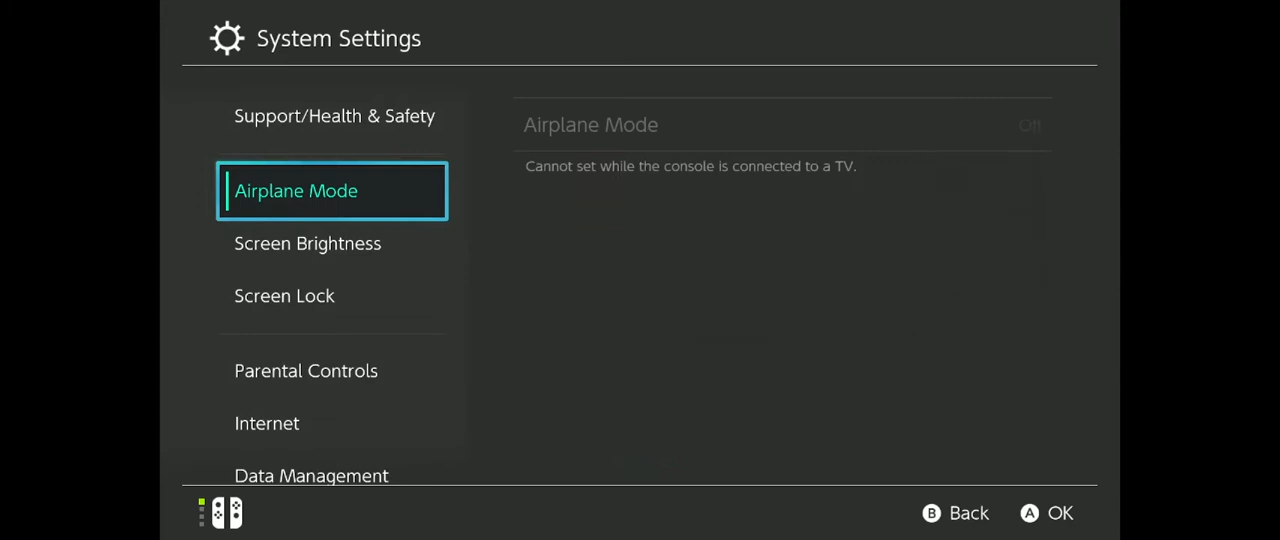 System Settings
Support/Health & Safety
Airplane Mode
Screen Brightness
Screen Lock
Parental Controls
Internet
Data Management
Airplane Mode Off
Cannot set while the console is connected to a TV.
B Back A OK